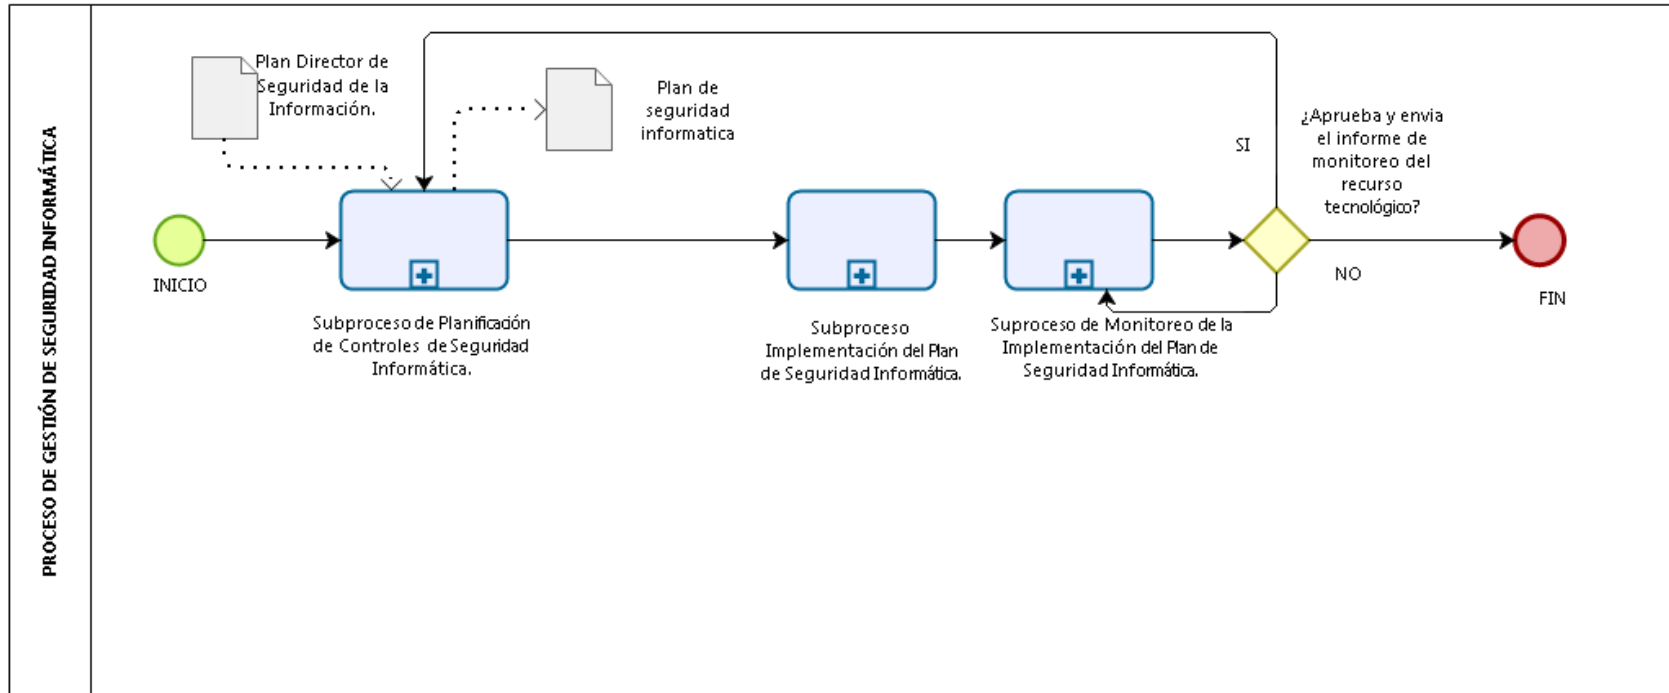 PROCESO DE GESTIÓN DE SEGURIDAD INFORMÁTICA
Plan Director de
Seguridad de la
Información.
Plan de
seguridad
informatica
SI
¿Aprueba y envia
el informe de
monitoreo del
recurso
tecnológico?
INICIO
NO
FIN
Subproceso de Planificación
de Controles de Seguridad
Informática.
Subproceso
Implementación del Plan
de Seguridad Informática.
Suproceso de Monitoreo de la
Implementación del Plan de
Seguridad Informática.